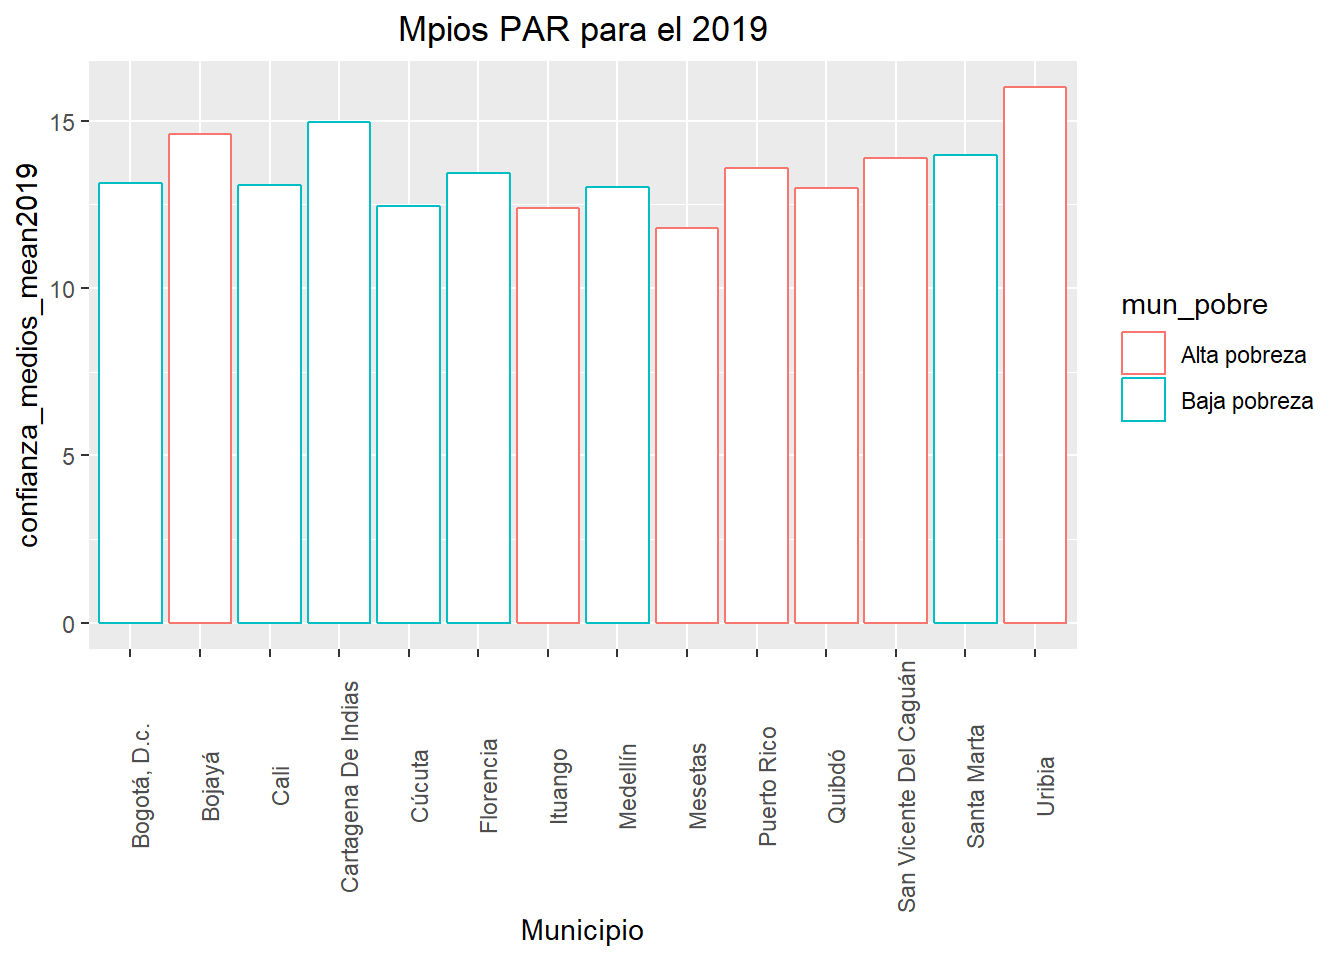 Mpios PAR para el 2019
confianza_medios_mean2019
15
10
5
0
Bogotá, D.c.
Bojayá
Cali
Cartagena De Indias
Cúcuta
Florencia
Ituango
Medellín
Mesetas
Puerto Rico
Quibdó
San Vicente Del Caguán
Santa Marta
Uribia
Municipio
mun_pobre
Alta pobreza
Baja pobreza